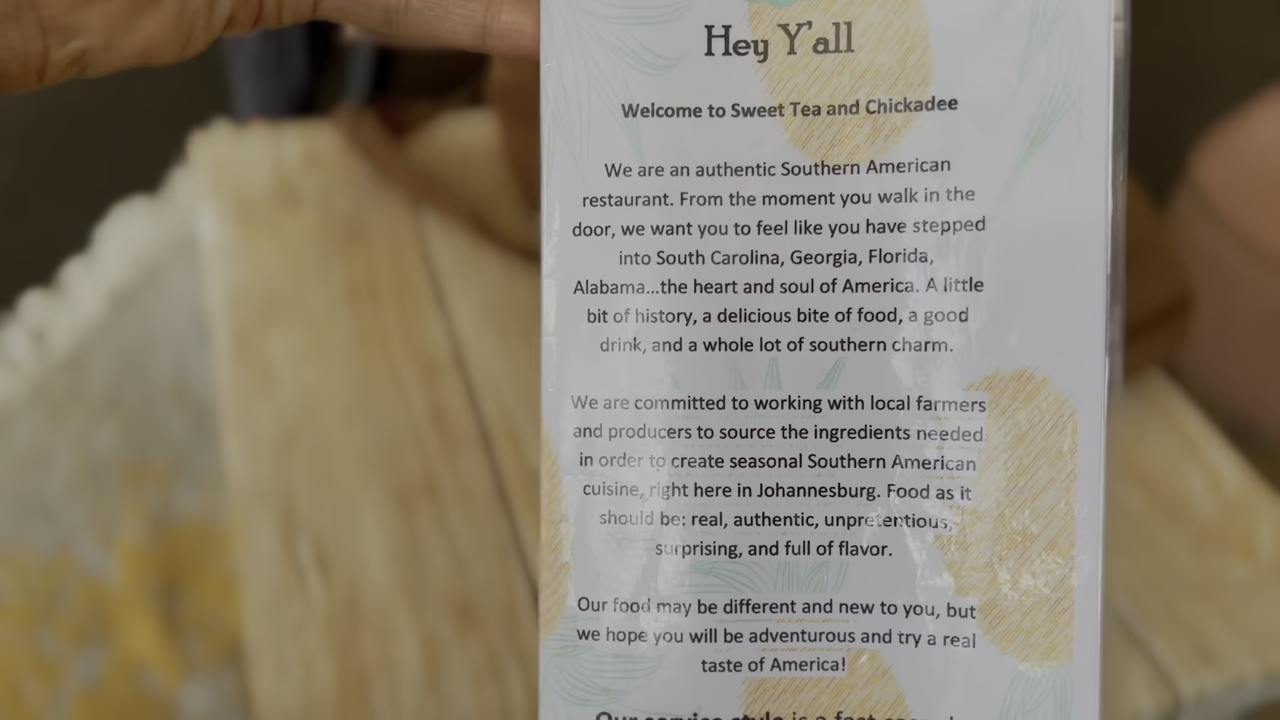 Hey Y'all
Welcome to Sweet Tea and Chickadee
We are an authentic Southern American
restaurant. From the moment you walk in the
door, we want you to feel like you have stepped
into South Carolina, Georgia, Florida,
Alabama...the heart and soul of America. A little
bit of history, a delicious bite of food, a good
drink, and a whole lot of southern charm.
We are committed to working with local farmers
and producers to source the ingredients needed
in order to create seasonal Southern American
cuisine, right here in Johannesburg. Food as it
should be: real, authentic, unpretentious,
surprising, and full of flavor.
Our food may be different and new to you, but
we hope you will be adventurous and try a real
taste of America!
Our service style is a fast